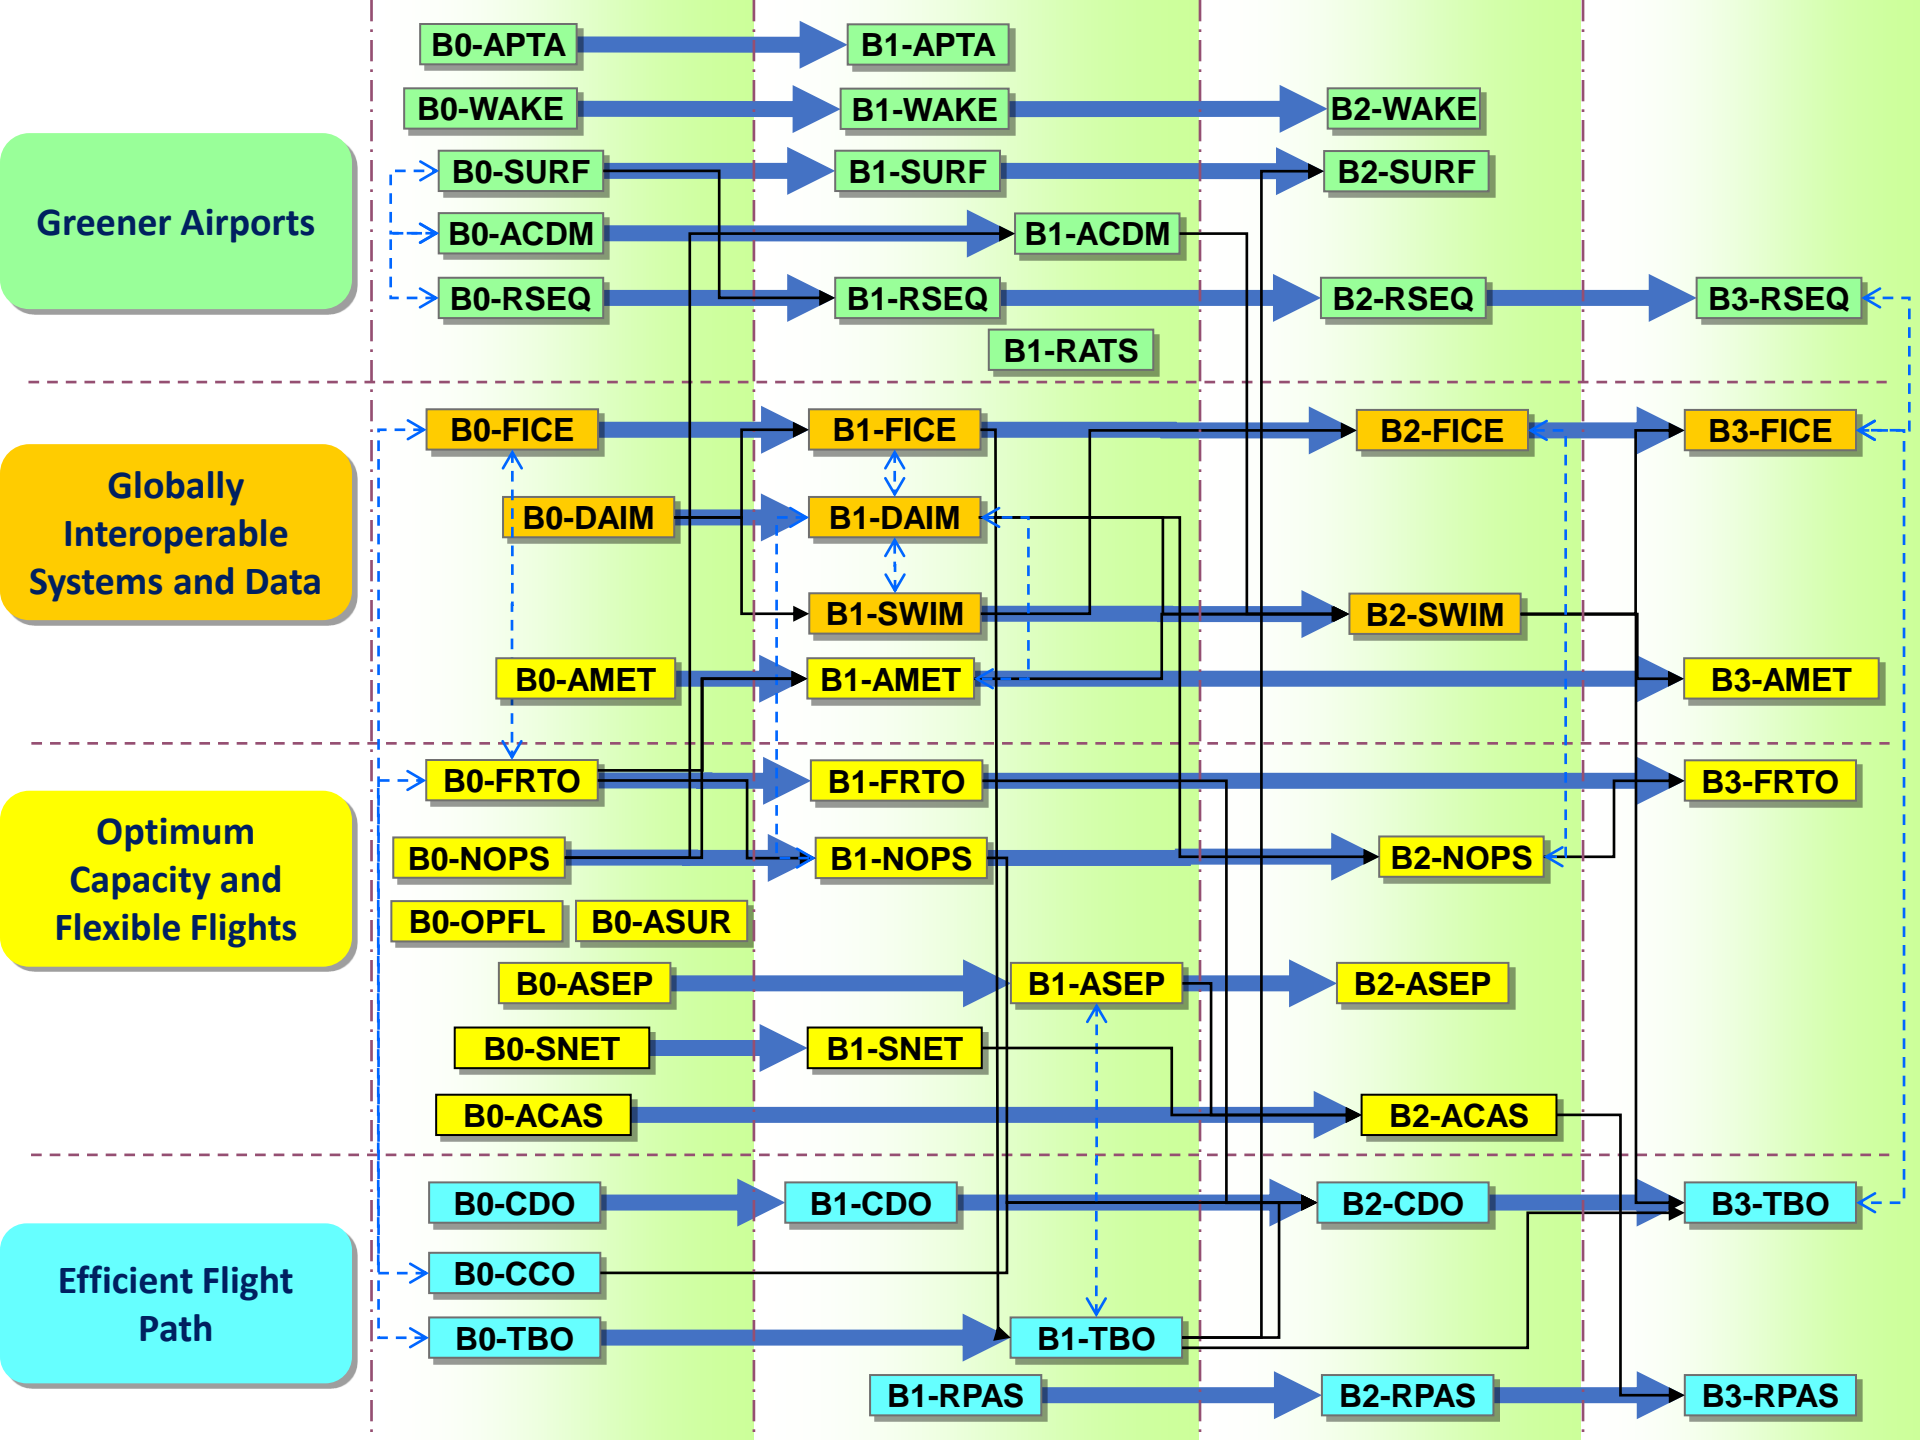 B0-APTA
B1-APTA
B0-WAKE
B1-WAKE
B2-WAKE
B0-SURF
B1-SURF
B2-SURF
Greener Airports
B0-ACDM
B1-ACDM
B0-RSEQ
B1-RSEQ
B2-RSEQ
B3-RSEQ
B1-RATS
B0-FICE
B1-FICE
B2-FICE
B3-FICE
Globally
Interoperable
Systems and Data
B0-DAIM
B1-DAIM
B1-SWIM
B2-SWIM
B0-AMET
B1-AMET
B3-AMET
B0-FRTO
B1-FRTO
B3-FRTO
Optimum
Capacity and
Flexible Flights
B0-NOPS
B1-NOPS
B2-NOPS
B0-OPFL
B0-ASUR
B0-ASEP
B1-ASEP
B2-ASEP
B0-SNET
B1-SNET
B0-ACAS
B2-ACAS
B0-CDO
B1-CDO
B2-CDO
B3-TBO
Efficient Flight
Path
B0-CCO
B0-TBO
B1-TBO
B1-RPAS
B2-RPAS
B3-RPAS